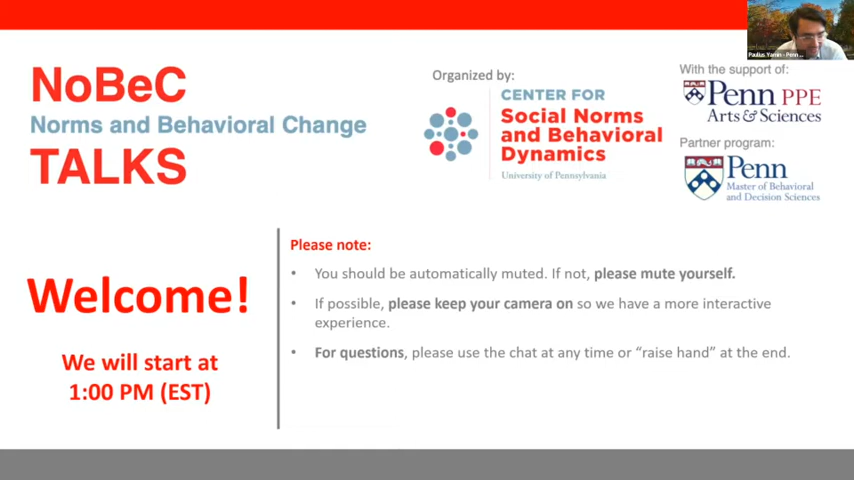 NoBeC
Norms and Behavioral Change
TALKS
Organized by:
CENTER FOR
Social Norms
and Behavioral
Dynamics
University of Pennsylvania
With the support of:
Penn PPE
Arts & Sciences
Partner program:
Penn
Master of Behavioral
and Decision Sciences
Paulius Yamin - Penn ...
Welcome!
We will start at
1:00 PM (EST)
Please note:
• You should be automatically muted. If not, please mute yourself.
• If possible, please keep your camera on so we have a more interactive
experience.
• For questions, please use the chat at any time or “raise hand” at the end.